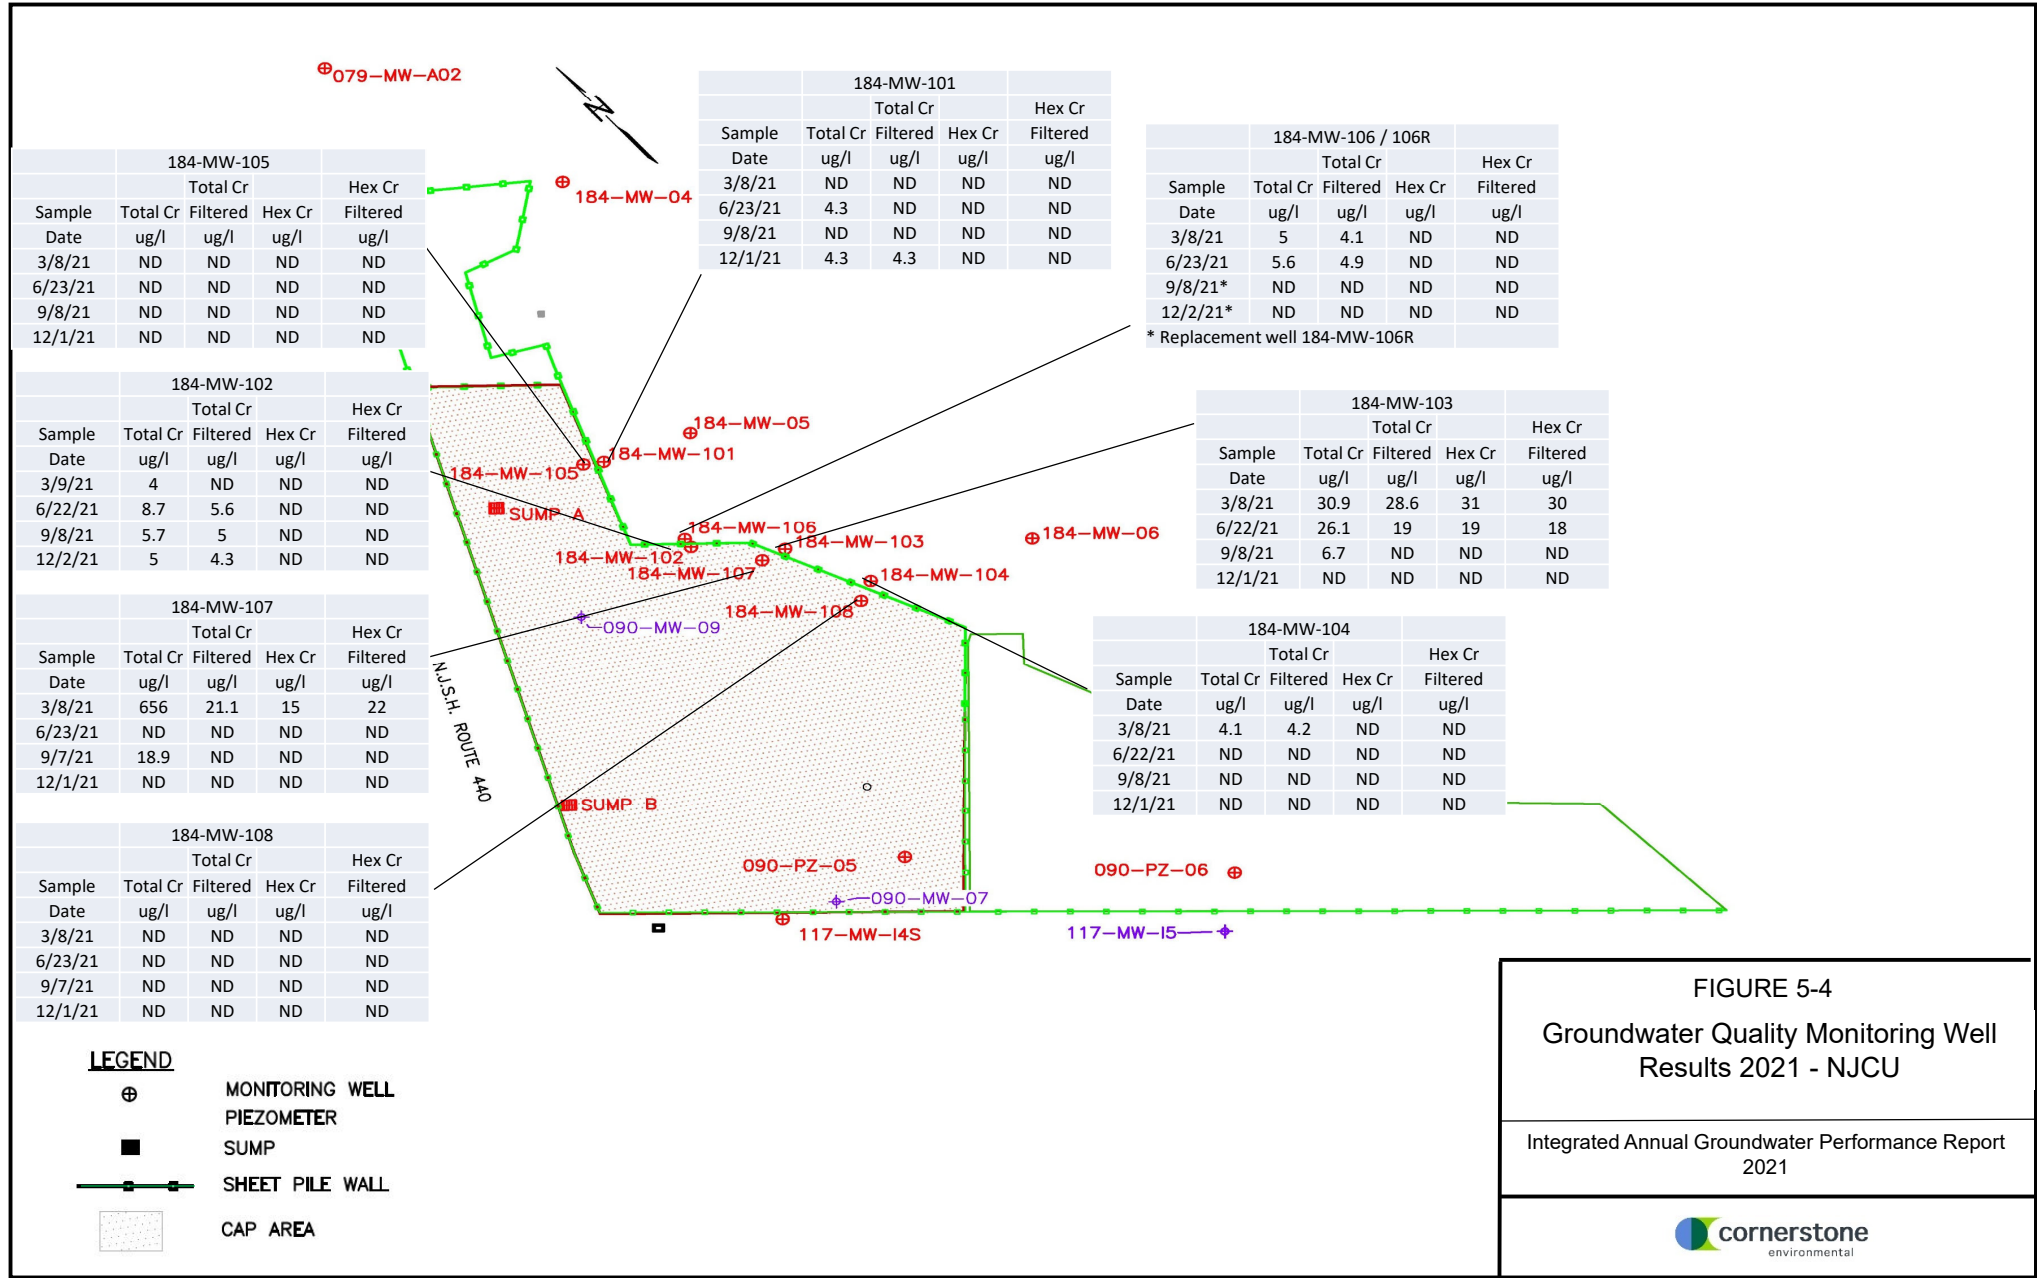 079-MW-A02
N
184-MW-04
184-MW-101
Total Cr Hex Cr
Sample Total Cr Filtered Hex Cr Filtered
Date ug/l ug/l ug/l ug/l
3/8/21 ND ND ND ND
6/23/21 4.3 ND ND ND
9/8/21 ND ND ND ND
12/1/21 4.3 4.3 ND ND
184-MW-106 / 106R
Total Cr Hex Cr
Sample Total Cr Filtered Hex Cr Filtered
Date ug/l ug/l ug/l ug/l
3/8/21 5 4.1 ND ND
6/23/21 5.6 4.9 ND ND
9/8/21* ND ND ND ND
12/2/21* ND ND ND ND
* Replacement well 184-MW-106R
184-MW-105
Total Cr Hex Cr
Sample Total Cr Filtered Hex Cr Filtered
Date ug/l ug/l ug/l ug/l
3/8/21 ND ND ND ND
6/23/21 ND ND ND ND
9/8/21 ND ND ND ND
12/1/21 ND ND ND ND
184-MW-102
Total Cr Hex Cr
Sample Total Cr Filtered Hex Cr Filtered
Date ug/l ug/l ug/l ug/l
3/9/21 4 ND ND ND
6/22/21 8.7 5.6 ND ND
9/8/21 5.7 5 ND ND
12/2/21 5 4.3 ND ND
184-MW-103
Total Cr Hex Cr
Sample Total Cr Filtered Hex Cr Filtered
Date ug/l ug/l ug/l ug/l
3/8/21 30.9 28.6 31 30
6/22/21 26.1 19 19 18
9/8/21 6.7 ND ND ND
12/1/21 ND ND ND ND
184-MW-05
184-MW-101
184-MW-105
SUMP A
184-MW-106
184-MW-102
184-MW-103
184-MW-107
184-MW-06
184-MW-104
184-MW-108
090-MW-09
184-MW-107
Total Cr Hex Cr
Sample Total Cr Filtered Hex Cr Filtered
Date ug/l ug/l ug/l ug/l
3/8/21 656 21.1 15 22
6/23/21 ND ND ND ND
9/7/21 18.9 ND ND ND
12/1/21 ND ND ND ND
N.J.S.H. ROUTE 440
184-MW-104
Total Cr Hex Cr
Sample Total Cr Filtered Hex Cr Filtered
Date ug/l ug/l ug/l ug/l
3/8/21 4.1 4.2 ND ND
6/22/21 ND ND ND ND
9/8/21 ND ND ND ND
12/1/21 ND ND ND ND
SUMP B
184-MW-108
Total Cr Hex Cr
Sample Total Cr Filtered Hex Cr Filtered
Date ug/l ug/l ug/l ug/l
3/8/21 ND ND ND ND
6/23/21 ND ND ND ND
9/7/21 ND ND ND ND
12/1/21 ND ND ND ND
090-PZ-05
090-PZ-06
090-MW-07
117-MW-I4S
117-MW-I5
LEGEND
MONITORING WELL
PIEZOMETER
SUMP
SHEET PILE WALL
CAP AREA
FIGURE 5-4
Groundwater Quality Monitoring Well
Results 2021 - NJCU
Integrated Annual Groundwater Performance Report
2021
cornerstone
environmental